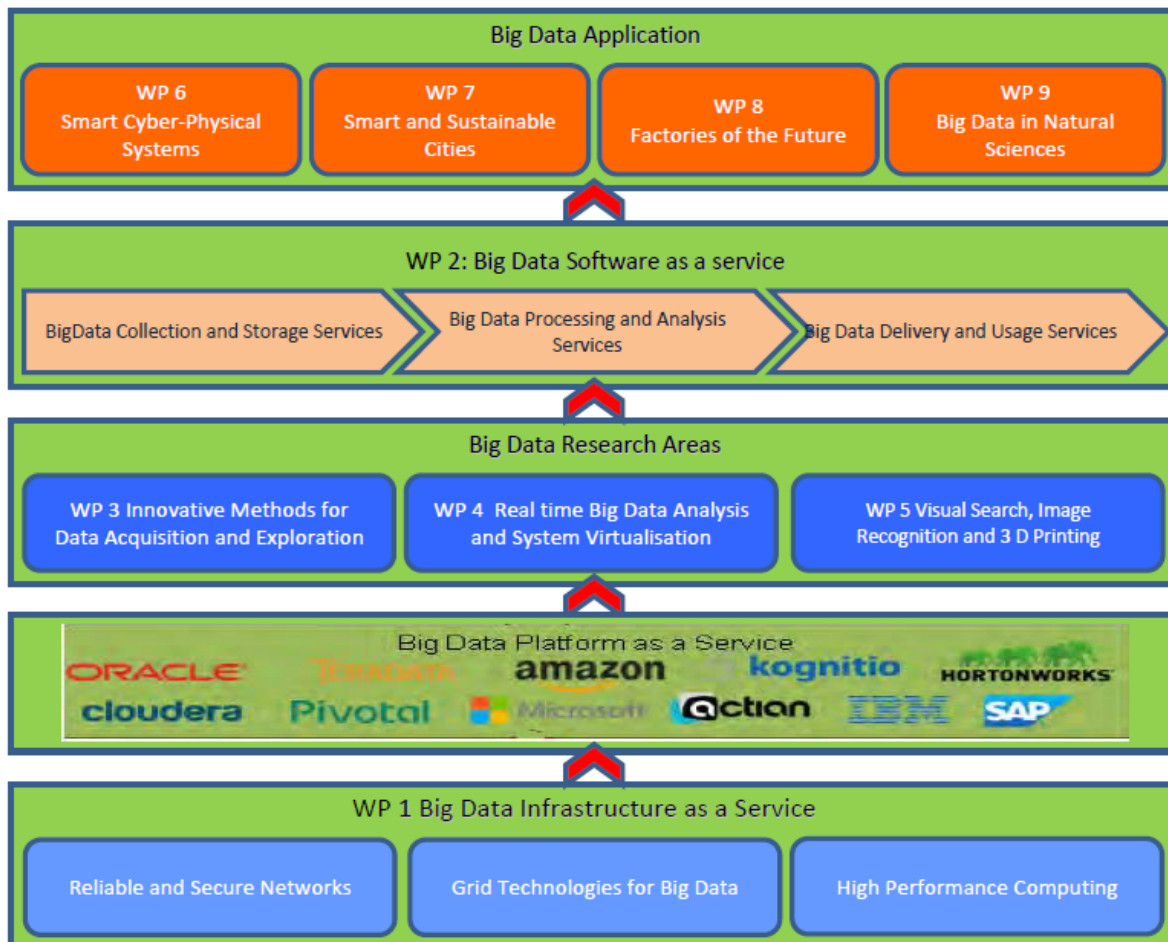 Big Data Application
WP 6
Smart Cyber-Physical
Systems
WP 7
Smart and Sustainable
Cities
WP 8
Factories of the Future
WP 9
Big Data in Natural
Sciences
WP 2: Big Data Software as a service
BigData Collection and Storage Services
Big Data Processing and Analysis
Services
Big Data Delivery and Usage Services
Big Data Research Areas
WP 3 Innovative Methods for
Data Acquisition and Exploration
WP 4 Real time Big Data Analysis
and System Virtualisation
WP 5 Visual Search, Image
Recognition and 3 D Printing
Big Data Platform as a Service
ORACLE
TERADATA
amazon
kognitio
HORTONWORKS
cloudera
Pivotal
Microsoft
actian
IBM
SAP
WP 1 Big Data Infrastructure as a Service
Reliable and Secure Networks
Grid Technologies for Big Data
High Performance Computing